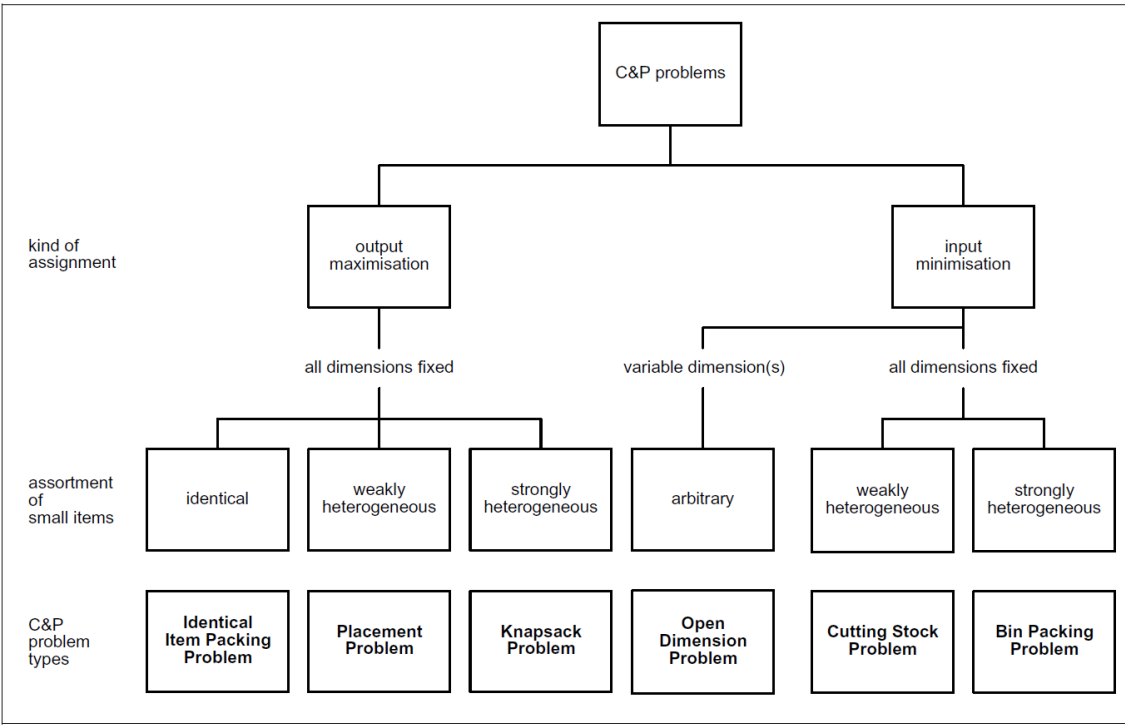 C&P problems
kind of
assignment
output
maximisation
input
minimisation
all dimensions fixed
variable dimension(s)
all dimensions fixed
assortment
of
small items
identical
weakly
heterogeneous
strongly
heterogeneous
arbitrary
weakly
heterogeneous
strongly
heterogeneous
C&P
problem
types
Identical
Item Packing
Problem
Placement
Problem
Knapsack
Problem
Open
Dimension
Problem
Cutting Stock
Problem
Bin Packing
Problem